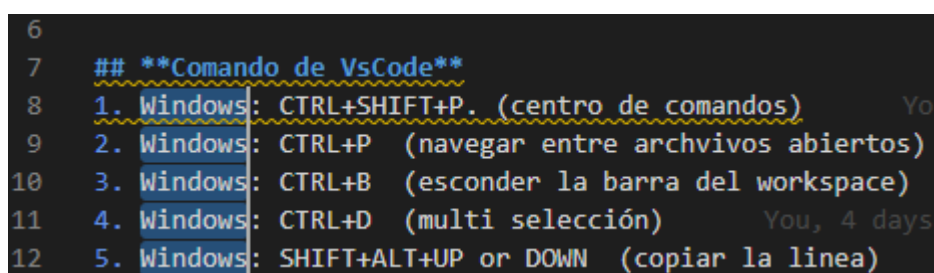 6
7 ## **Comando de VsCode**
8 1. Windows: CTRL+SHIFT+P. (centro de comandos) Yo
9 2. Windows: CTRL+P (navegar entre archvivos abiertos)
10 3. Windows: CTRL+B (esconder la barra del workspace)
11 4. Windows: CTRL+D (multi selección) You, 4 days
12 5. Windows: SHIFT+ALT+UP or DOWN (copiar la linea)